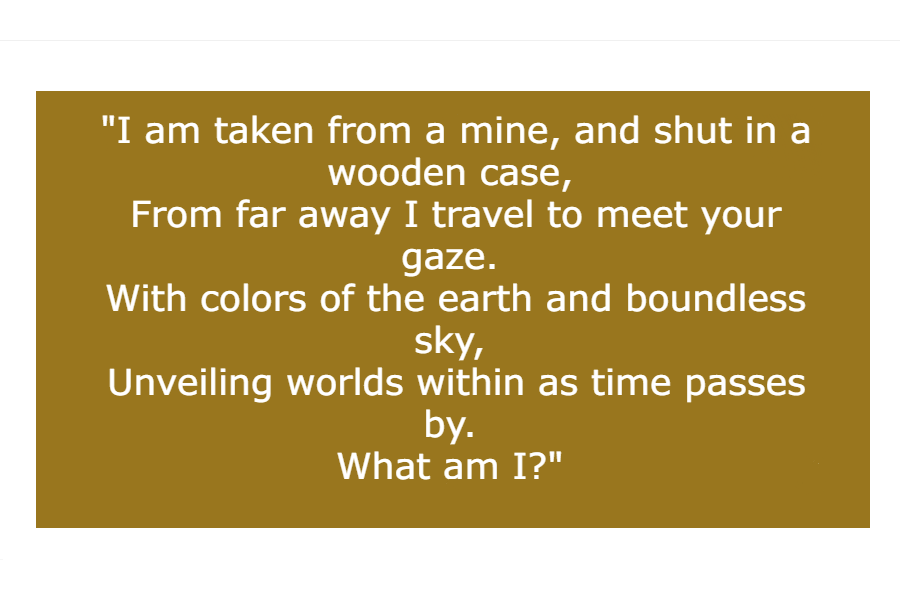 "I am taken from a mine, and shut in a
wooden case,
From far away I travel to meet your
gaze.
With colors of the earth and boundless
sky,
Unveiling worlds within as time passes
by.
What am I?"